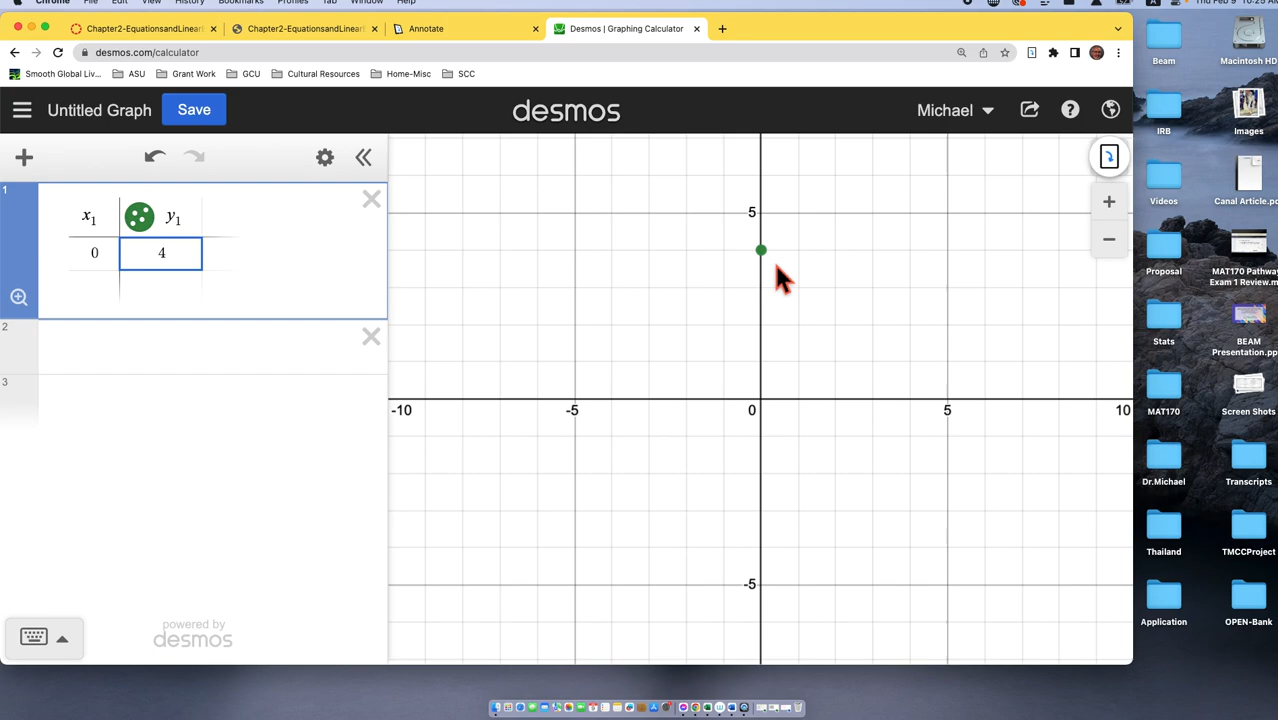 Chrome File Edit View History Bookmarks Profiles Tab Window Help
Chapter2-EquationsandLinearE
Chapter2-EquationsandLinearE
Annotate
Desmos | Graphing Calculator
desmos.com/calculator
Smooth Global Liv... ASU Grant Work GCU Cultural Resources Home-Misc SCC
Untitled Graph Save desmos Michael
1
x₁ y₁
0 4
2
3
5
-10 -5 0 5 10
-5
powered by
desmos
Beam Macintosh HD
IRB Images
Videos Canal Article.pd
Proposal MAT170 Pathway
Exam 1 Review.m
Stats BEAM
Presentation.pp
MAT170 Screen Shots
Dr.Michael Transcripts
Thailand TMCCProject
Application OPEN-Bank